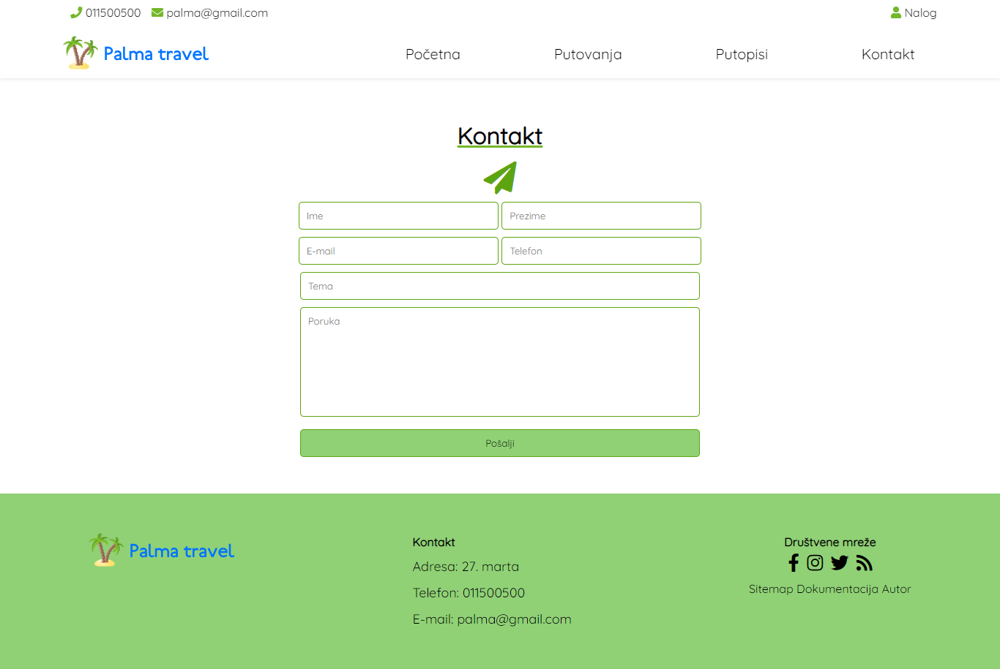 011500500 palma@gmail.com Nalog
Palma travel Početna Putovanja Putopisi Kontakt
Kontakt
Ime Prezime
E-mail Telefon
Tema
Poruka
Pošalji
Palma travel
Kontakt
Adresa: 27. marta
Telefon: 011500500
E-mail: palma@gmail.com
Društvene mreže
Sitemap Dokumentacija Autor